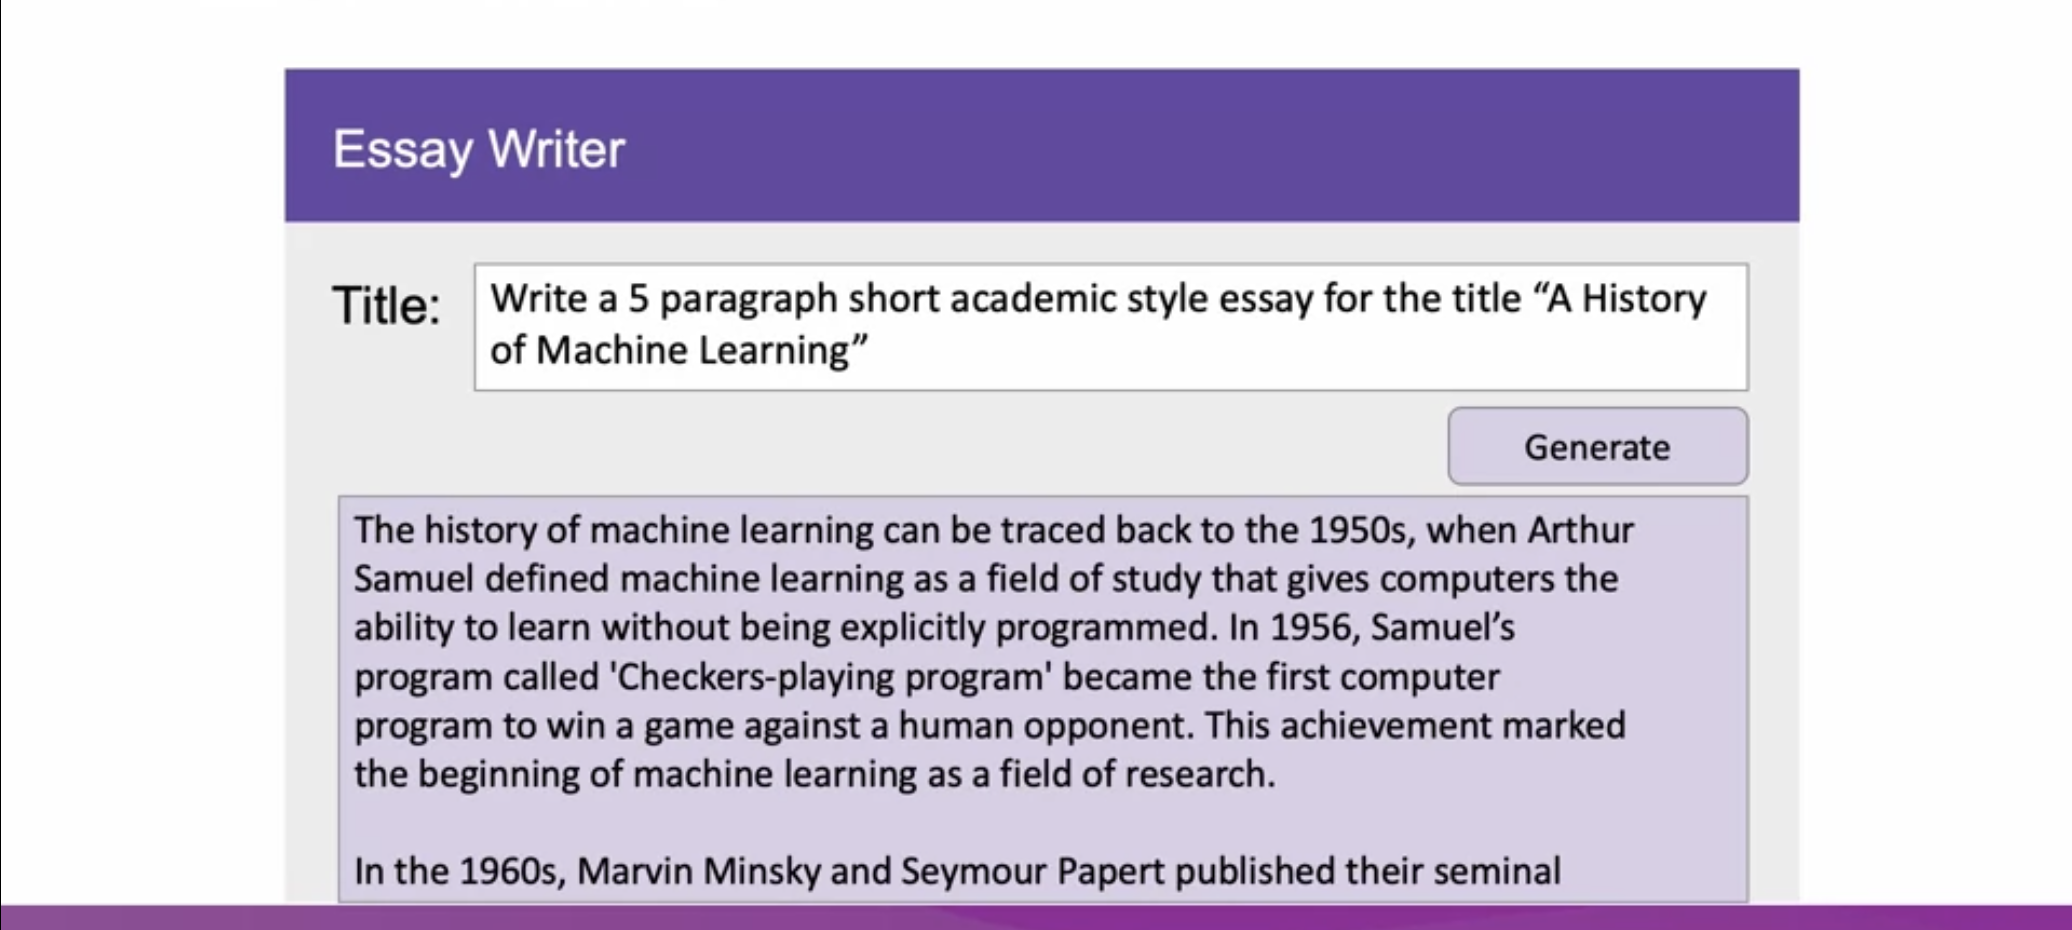 Essay Writer
Title:
Write a 5 paragraph short academic style essay for the title “A History
of Machine Learning”
Generate
The history of machine learning can be traced back to the 1950s, when Arthur
Samuel defined machine learning as a field of study that gives computers the
ability to learn without being explicitly programmed. In 1956, Samuel’s
program called 'Checkers-playing program' became the first computer
program to win a game against a human opponent. This achievement marked
the beginning of machine learning as a field of research.
In the 1960s, Marvin Minsky and Seymour Papert published their seminal